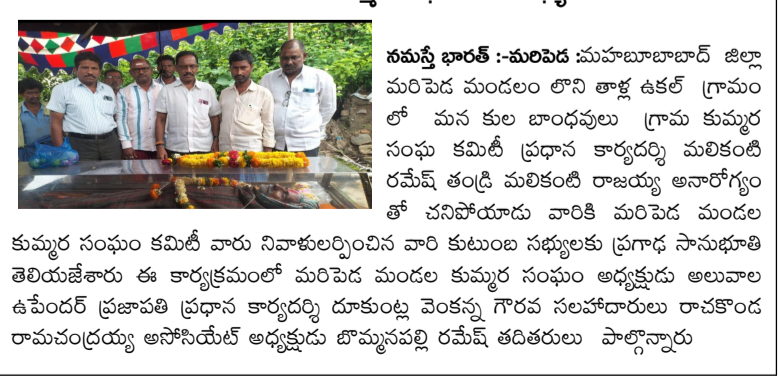 నమస్తే భారత్ :-మరిపెడ :మహబూబాబాద్ జిల్లా
మరిపెడ మండలం లోని తాళ్ల ఉకల్ గ్రామం
లో మన కుల బాంధవులు గ్రామ కుమ్మర
సంఘ కమిటీ ప్రధాన కార్యదర్శి మలికంటి
రమేష్ తండ్రి మలికంటి రాజయ్య అనారోగ్యం
తో చనిపోయాడు వారికి మరిపెడ మండల
కుమ్మర సంఘం కమిటీ వారు నివాళులర్పించిన వారి కుటుంబ సభ్యులకు ప్రగాఢ సానుభూతి
తెలియజేశారు ఈ కార్యక్రమంలో మరిపెడ మండల కుమ్మర సంఘం అధ్యక్షుడు అలువాల
ఉపేందర్ ప్రజాపతి ప్రధాన కార్యదర్శి దూకుంట్ల వెంకన్న గౌరవ సలహాదారులు రాచకొండ
రామచంద్రయ్య అసోసియేట్ అధ్యక్షుడు బొమ్మనపల్లి రమేష్ తదితరులు పాల్గొన్నారు